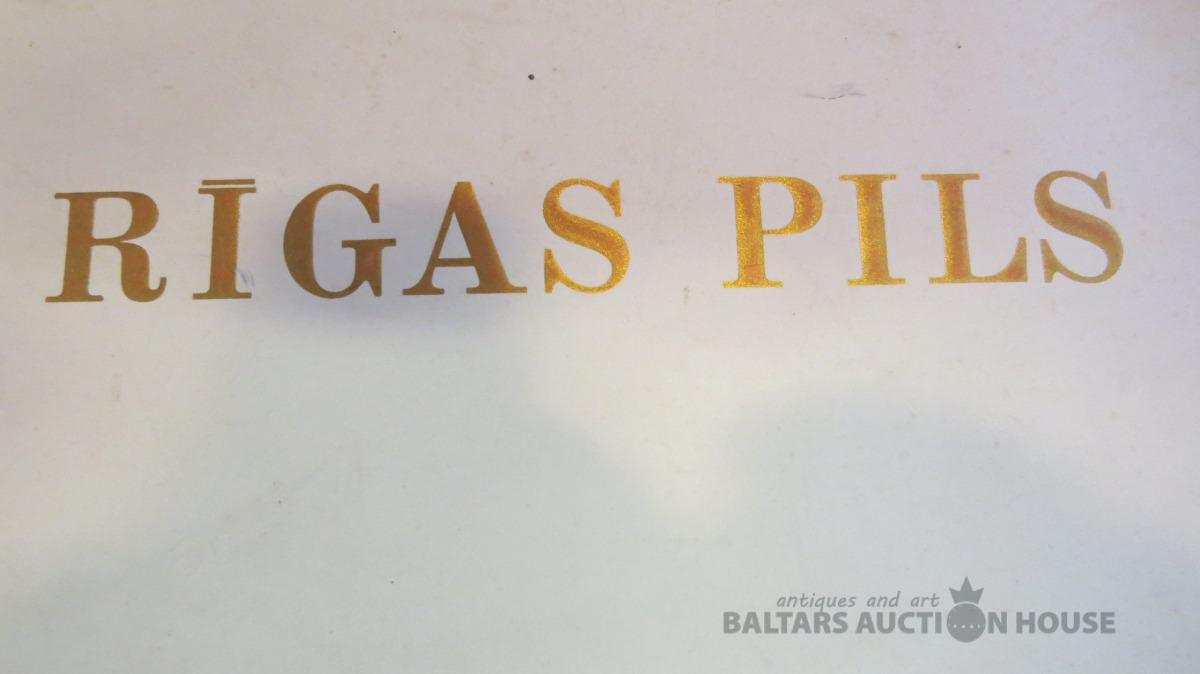 RĪGAS PILS
antiques and art
BALTARS AUCTION HOUSE